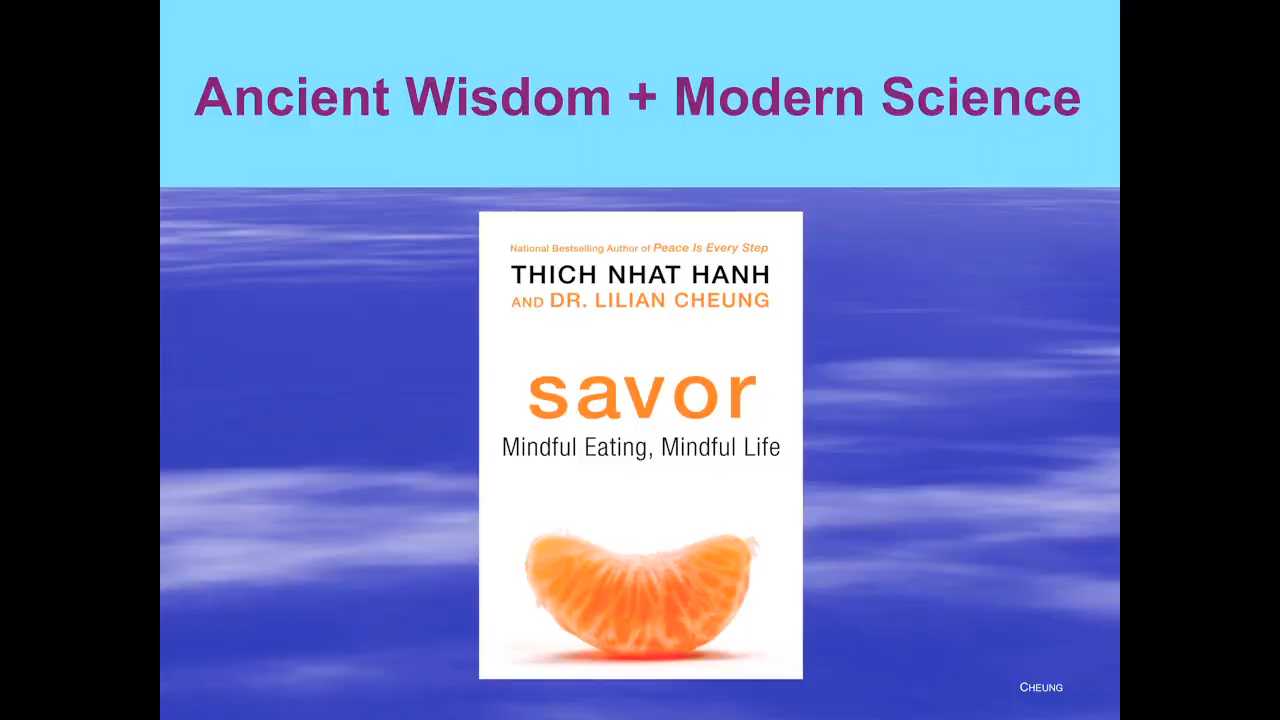 Ancient Wisdom + Modern Science
National Bestselling Author of Peace Is Every Step
THICH NHAT HANH
AND DR. LILIAN CHEUNG
savor
Mindful Eating, Mindful Life
CHEUNG